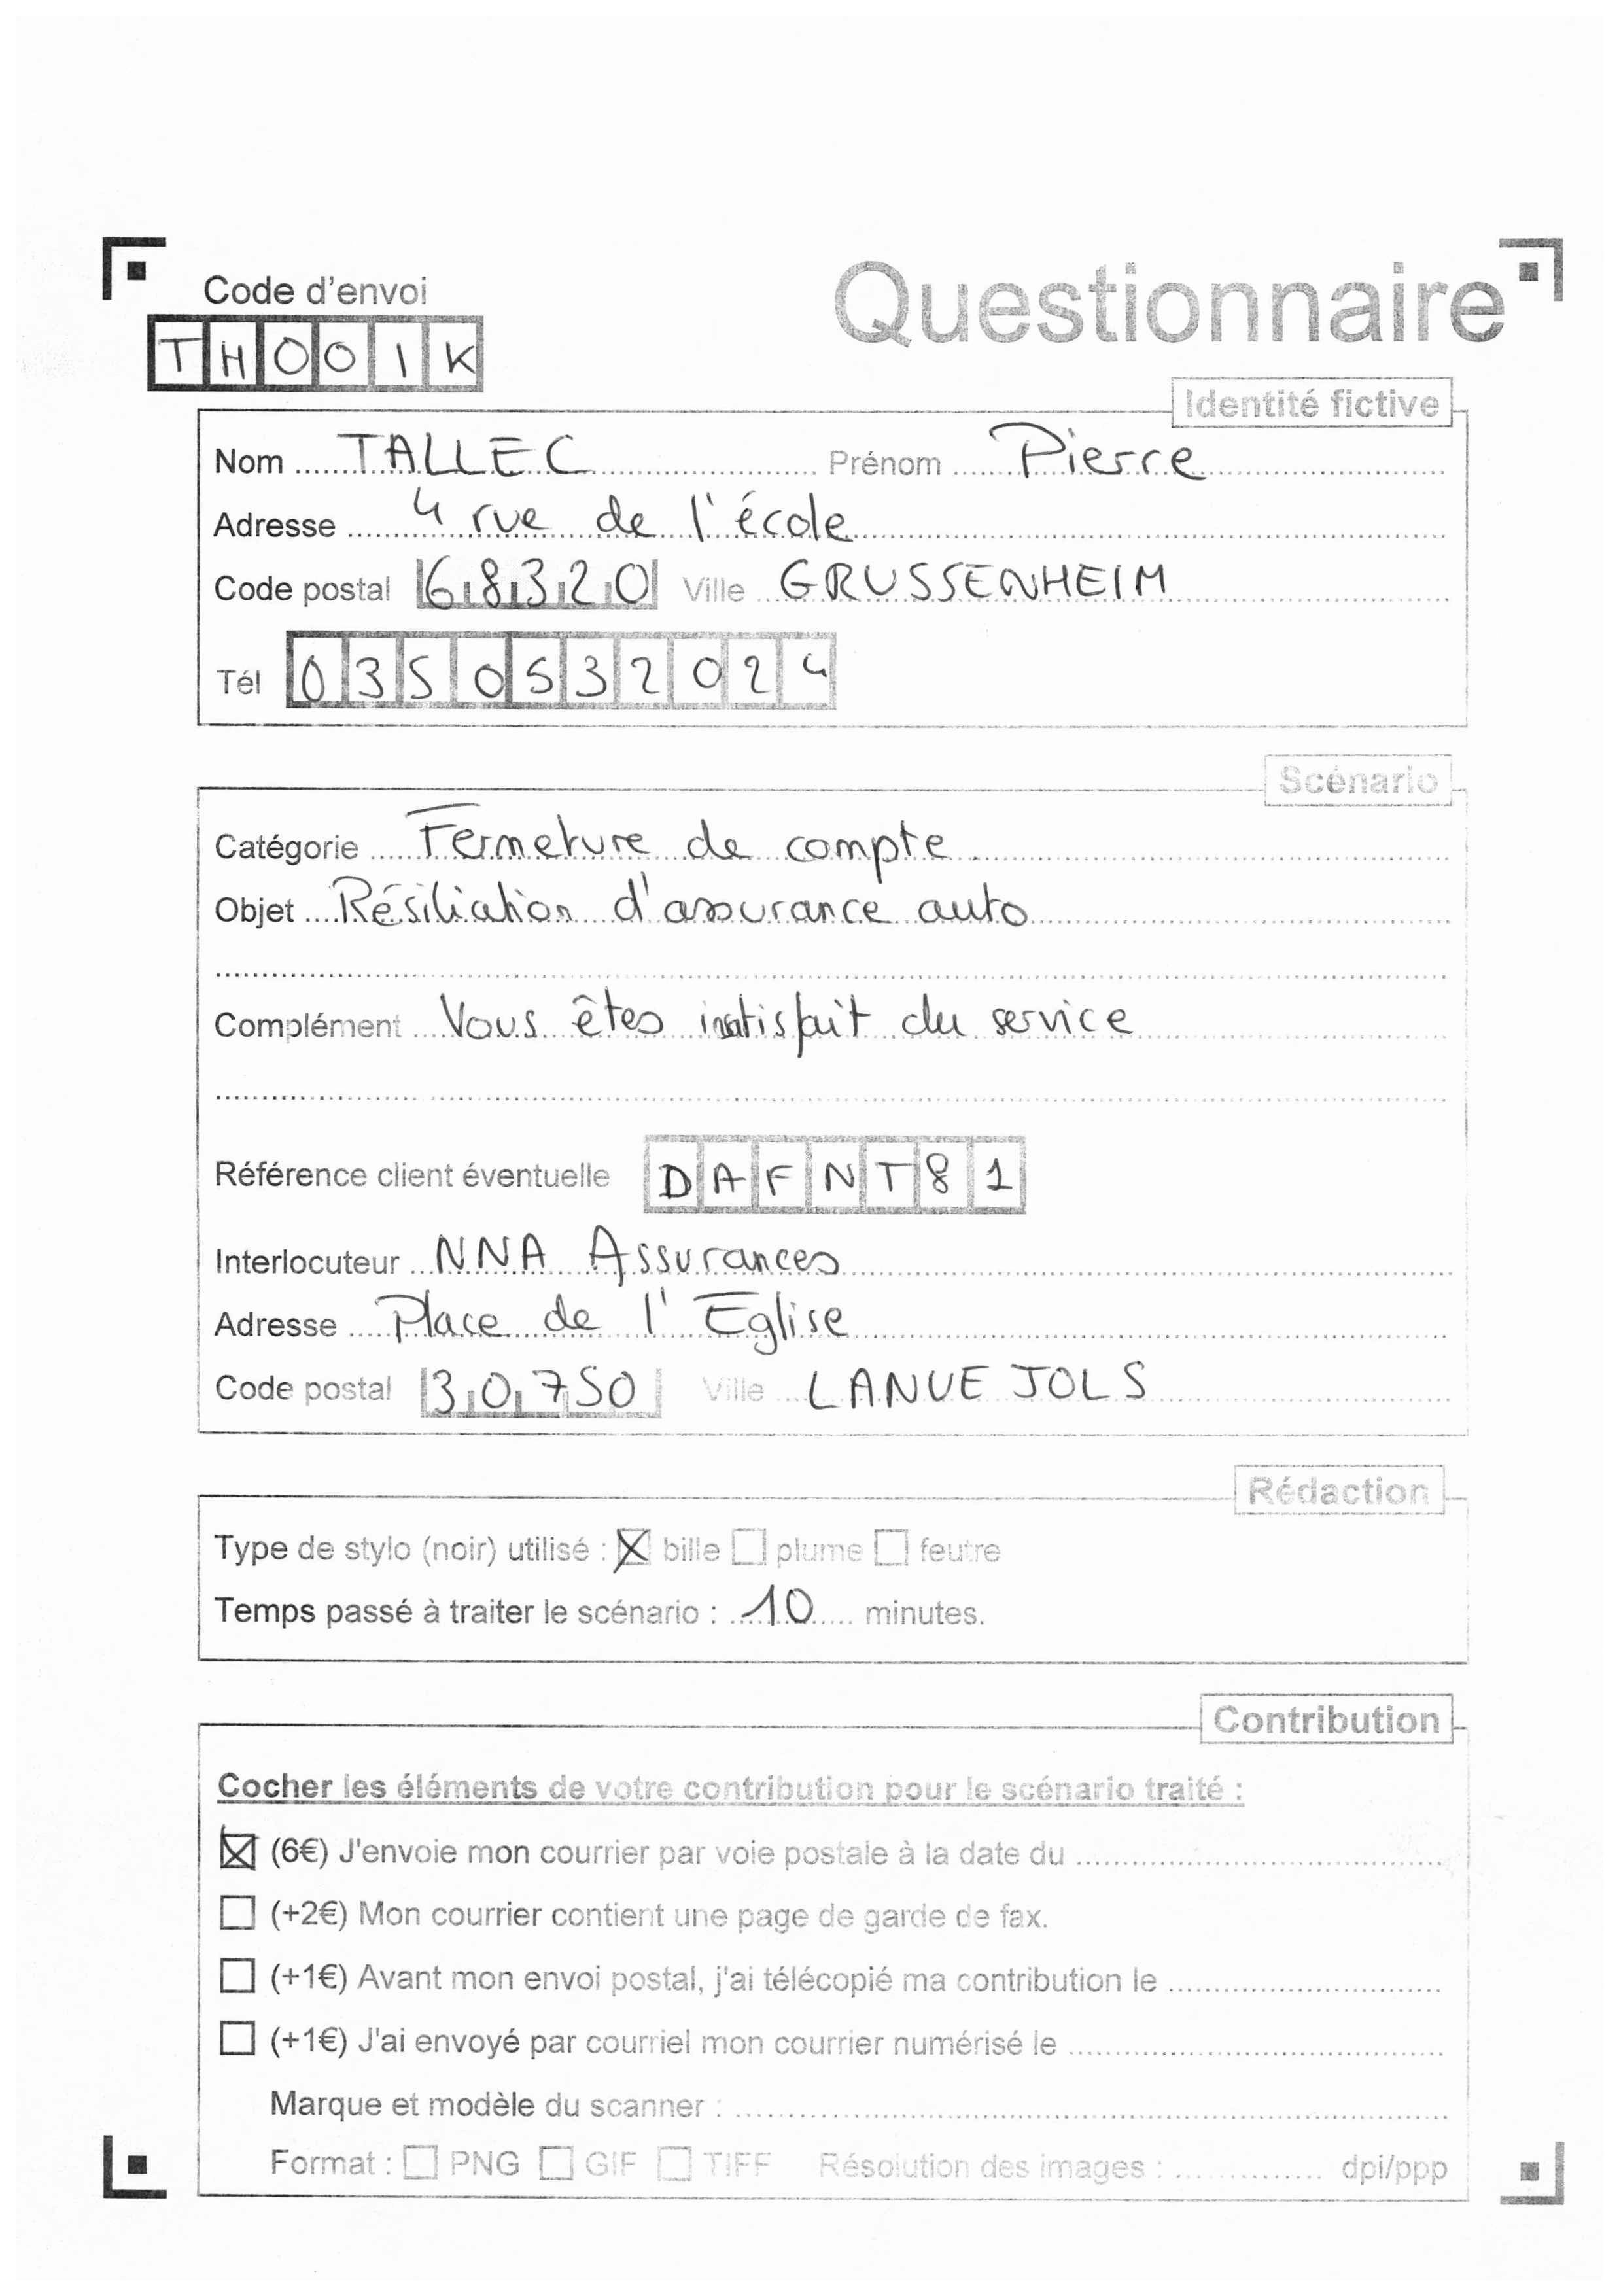 Code d'envoi
Questionnaire
THOOIK
Identité fictive
Nom TALLEC Prénom Pierre
Adresse 4 rue de l'école
Code postal 68320 Ville GRUSSENHEIM
Tél 0350532024
Scénario
Catégorie Fermeture de compte
Objet Résiliation d'assurance auto
Complément Vous êtes insatisfait du service
Référence client éventuelle DAFNT81
Interlocuteur NNA Assurances
Adresse Place de l'Eglise
Code postal 30750 Ville LANUEJOLS
Rédaction
Type de stylo (noir) utilisé : bille plume feutre
Temps passé à traiter le scénario : 10 minutes.
Contribution
Cocher les éléments de votre contribution pour le scénario traité :
(6€) J'envoie mon courrier par voie postale à la date du
(+2€) Mon courrier contient une page de garde de fax.
(+1€) Avant mon envoi postal, j'ai télécopié ma contribution le
(+1€) J'ai envoyé par courriel mon courrier numérisé le
Marque et modèle du scanner :
Format : PNG GIF TIFF Résolution des images : dpi/ppp